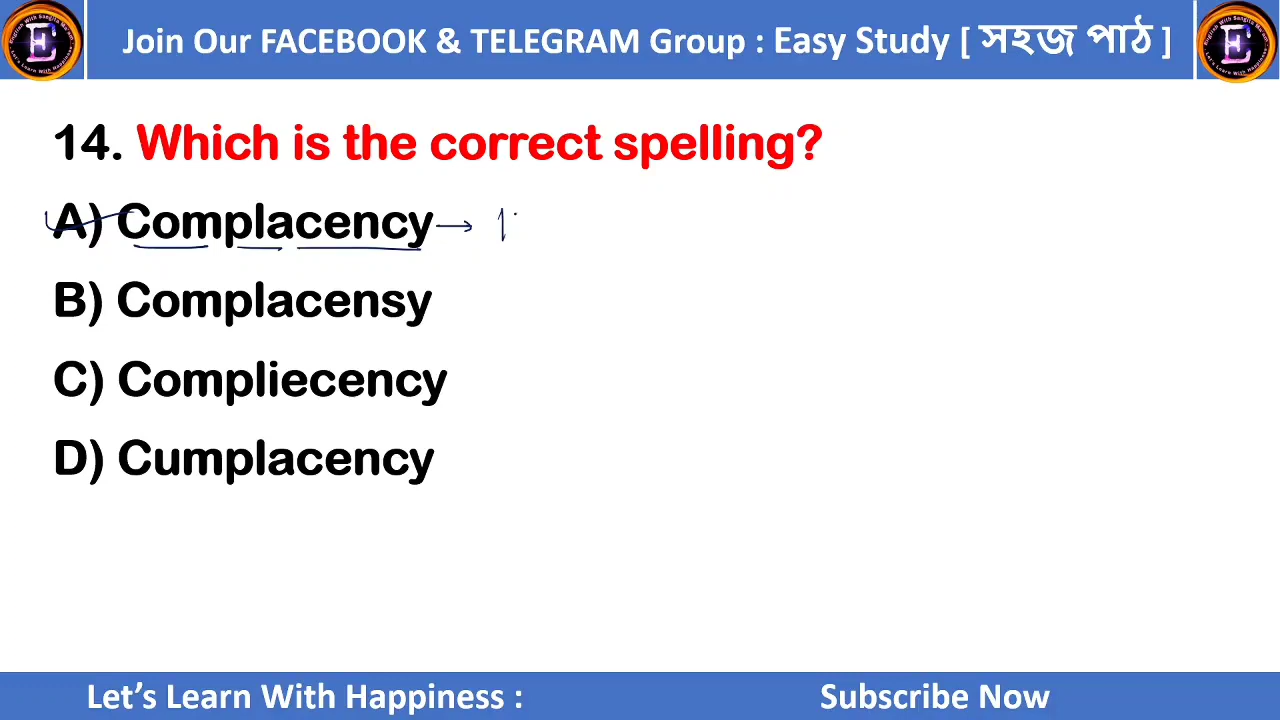 Join Our FACEBOOK & TELEGRAM Group : Easy Study [ সহজ পাঠ ]
14. Which is the correct spelling?
A) Complacency →
B) Complacensy
C) Compliecency
D) Cumplacency
Let's Learn With Happiness :
Subscribe Now